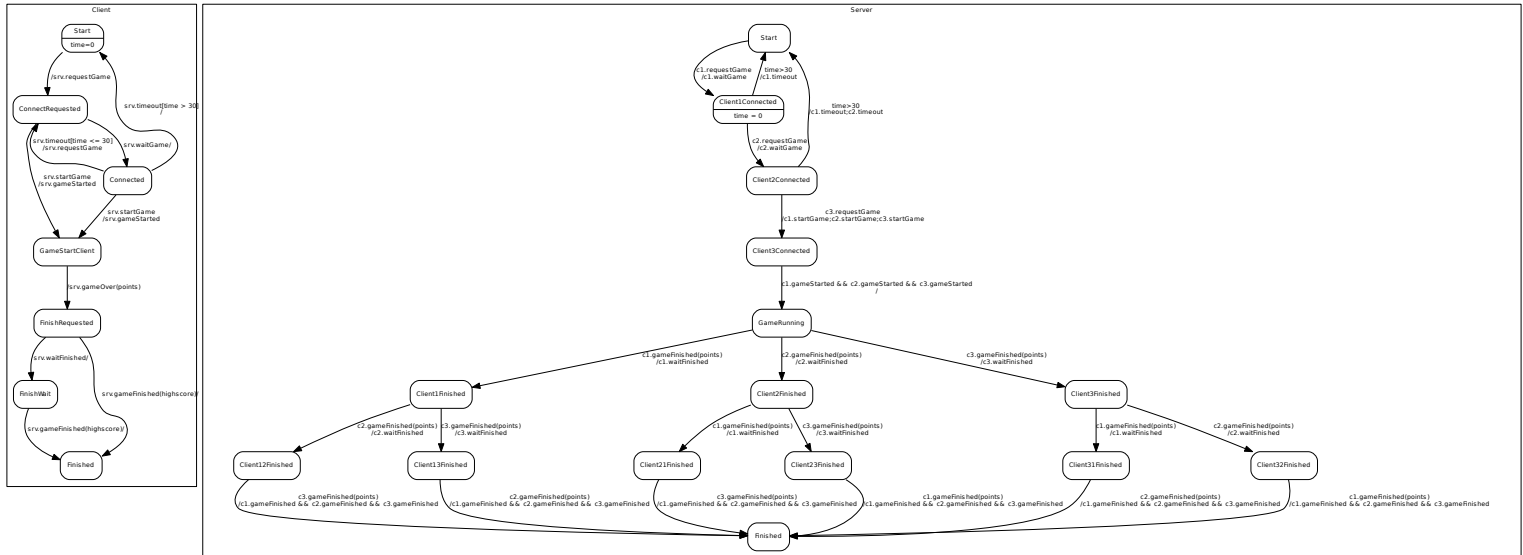 Client
Start
time=0
/srv.requestGame
srv.timeout[time > 30]
/
ConnectRequested
srv.timeout[time <= 30]
/srv.requestGame
srv.waitGame/
srv.startGame
/srv.gameStarted
Connected
srv.startGame
/srv.gameStarted
GameStartClient
/srv.gameOver(points)
FinishRequested
srv.waitFinished/
FinishWait
srv.gameFinished(highscore)/
srv.gameFinished(highscore)/
Finished
Server
Start
c1.requestGame
/c1.waitGame
time>30
/c1.timeout
Client1Connected
time = 0
time>30
/c1.timeout;c2.timeout
c2.requestGame
/c2.waitGame
Client2Connected
c3.requestGame
/c1.startGame;c2.startGame;c3.startGame
Client3Connected
c1.gameStarted && c2.gameStarted && c3.gameStarted
/
GameRunning
c1.gameFinished(points)
/c1.waitFinished
c2.gameFinished(points)
/c2.waitFinished
c3.gameFinished(points)
/c3.waitFinished
Client1Finished
Client2Finished
Client3Finished
c2.gameFinished(points)
/c2.waitFinished
c3.gameFinished(points)
/c3.waitFinished
c1.gameFinished(points)
/c1.waitFinished
c3.gameFinished(points)
/c3.waitFinished
c1.gameFinished(points)
/c1.waitFinished
c2.gameFinished(points)
/c2.waitFinished
Client12Finished
Client13Finished
Client21Finished
Client23Finished
Client31Finished
Client32Finished
c3.gameFinished(points)
/c1.gameFinished && c2.gameFinished && c3.gameFinished
c2.gameFinished(points)
/c1.gameFinished && c2.gameFinished && c3.gameFinished
c3.gameFinished(points)
/c1.gameFinished && c2.gameFinished && c3.gameFinished
c1.gameFinished(points)
/c1.gameFinished && c2.gameFinished && c3.gameFinished
c2.gameFinished(points)
/c1.gameFinished && c2.gameFinished && c3.gameFinished
c1.gameFinished(points)
/c1.gameFinished && c2.gameFinished && c3.gameFinished
Finished